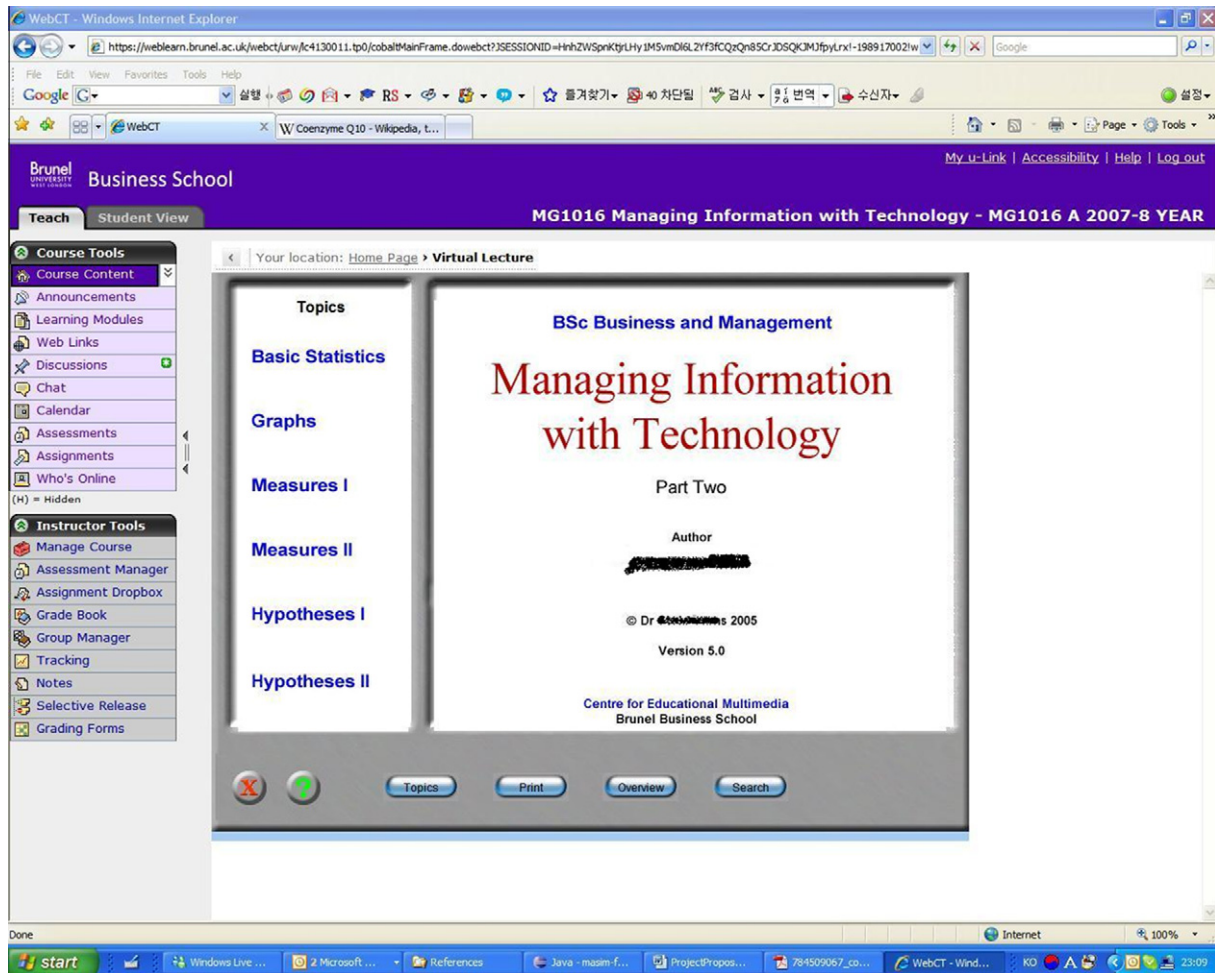 WebCT - Windows Internet Explorer
https://weblearn.brunel.ac.uk/webct/urw/lc4130011.tp0/cobaltMainFrame.dowebct?JSESSIONID=
Google
File Edit View Favorites Tools Help
Google G 실행 RS 즐겨찾기 40 차단됨 검사 번역 수신자 설정
WebCT
Coenzyme Q10 - Wikipedia, t...
Page Tools
My u-Link | Accessibility | Help | Log out
Brunel
UNIVERSITY
WEST LONDON
Business School
Teach
Student View
MG1016 Managing Information with Technology - MG1016 A 2007-8 YEAR
Course Tools
Course Content
Announcements
Learning Modules
Web Links
Discussions
Chat
Calendar
Assessments
Assignments
Who's Online
(H) = Hidden
Instructor Tools
Manage Course
Assessment Manager
Assignment Dropbox
Grade Book
Group Manager
Tracking
Notes
Selective Release
Grading Forms
Your location: Home Page › Virtual Lecture
Topics
Basic Statistics
Graphs
Measures I
Measures II
Hypotheses I
Hypotheses II
BSc Business and Management
Managing Information
with Technology
Part Two
Author
© Dr 2005
Version 5.0
Centre for Educational Multimedia
Brunel Business School
X
?
Topics
Print
Overview
Search
Done
Internet
100%
start
Windows Live ...
2 Microsoft ...
References
Java - masim-f...
ProjectPropos...
784509067_co...
WebCT - Wind...
KO
A
23:09